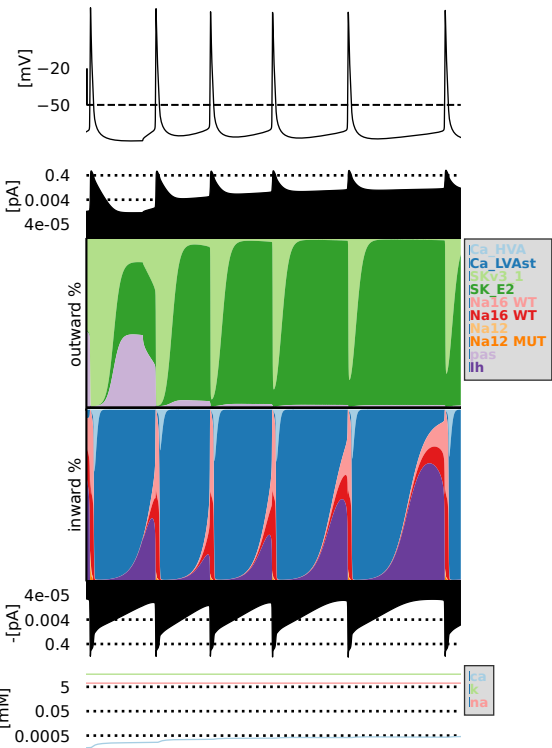 [mV]
−20
−50
[pA]
0.4
0.004
4e-05
outward %
Ca_HVA
Ca_LVAst
SKv3_1
SK_E2
Na16 WT
Na16 WT
Na12
Na12 MUT
pas
Ih
inward %
-[pA]
4e-05
0.004
0.4
[mM]
5
0.05
0.0005
ca
k
na